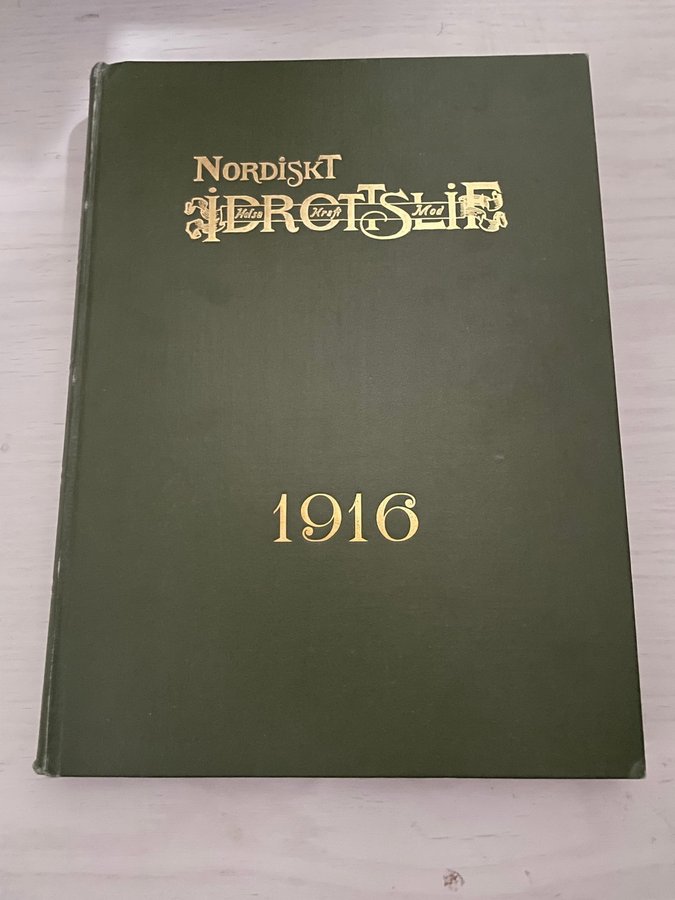 NORDISKT
IDROTTSLIF
Hälsa Kraft Mod
1916